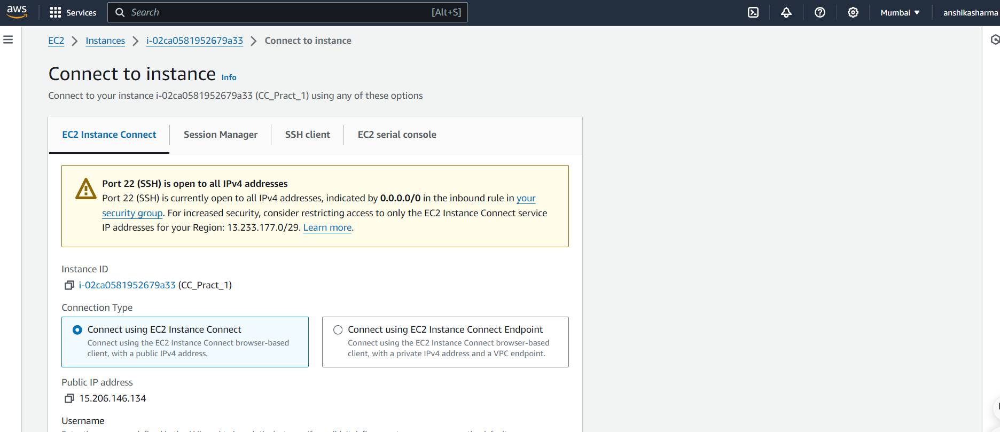 aws
Services
Search
[Alt+S]
Mumbai
anshikasharma
EC2
Instances
i-02ca0581952679a33
Connect to instance
Connect to instance Info
Connect to your instance i-02ca0581952679a33 (CC_Pract_1) using any of these options
EC2 Instance Connect
Session Manager
SSH client
EC2 serial console
Port 22 (SSH) is open to all IPv4 addresses
Port 22 (SSH) is currently open to all IPv4 addresses, indicated by 0.0.0.0/0 in the inbound rule in your
security group. For increased security, consider restricting access to only the EC2 Instance Connect service
IP addresses for your Region: 13.233.177.0/29. Learn more.
Instance ID
i-02ca0581952679a33 (CC_Pract_1)
Connection Type
Connect using EC2 Instance Connect
Connect using the EC2 Instance Connect browser-based
client, with a public IPv4 address.
Connect using EC2 Instance Connect Endpoint
Connect using the EC2 Instance Connect browser-based
client, with a private IPv4 address and a VPC endpoint.
Public IP address
15.206.146.134
Username